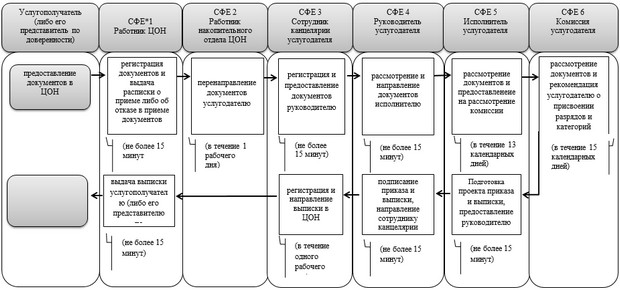 Услугополучатель
(либо его
представитель по
доверенности)
СФЕ*1
Работник ЦОН
СФЕ 2
Работник
накопительного
отдела ЦОН
СФЕ 3
Сотрудник
канцелярии
услугодателя
СФЕ 4
Руководитель
услугодателя
СФЕ 5
Исполнитель
услугодателя
СФЕ 6
Комиссия
услугодателя
предоставление
документов в
ЦОН
регистрация
документов и
выдача
расписки о
приеме либо об
отказе в приеме
документов
перенаправление
документов
услугодателю
регистрация и
предоставление
документов
руководителю
рассмотрение и
направление
документов
исполнителю
рассмотрение
документов и
предоставление
на рассмотрение
комиссии
рассмотрение
документов и
рекомендация
услугодателю о
присвоении
разрядов и
категорий
(не более 15
минут
(в течение 1
рабочего
дня)
(не более
15 минут)
(не более 15
минут)
(в течение 13
календарных
дней)
(в течение 15
календарных
дней)
выдача выписки
услугополучател
ю (либо его
представителю
регистрация и
направление
выписки в
ЦОН
подписание
приказа и
выписки,
направление
сотруднику
канцелярии
Подготовка
проекта приказа
и выписки,
предоставление
руководителю
(не более 15
минут)
(в течение
одного
рабочего
(не более 15
минут)
(не более 15
минут)